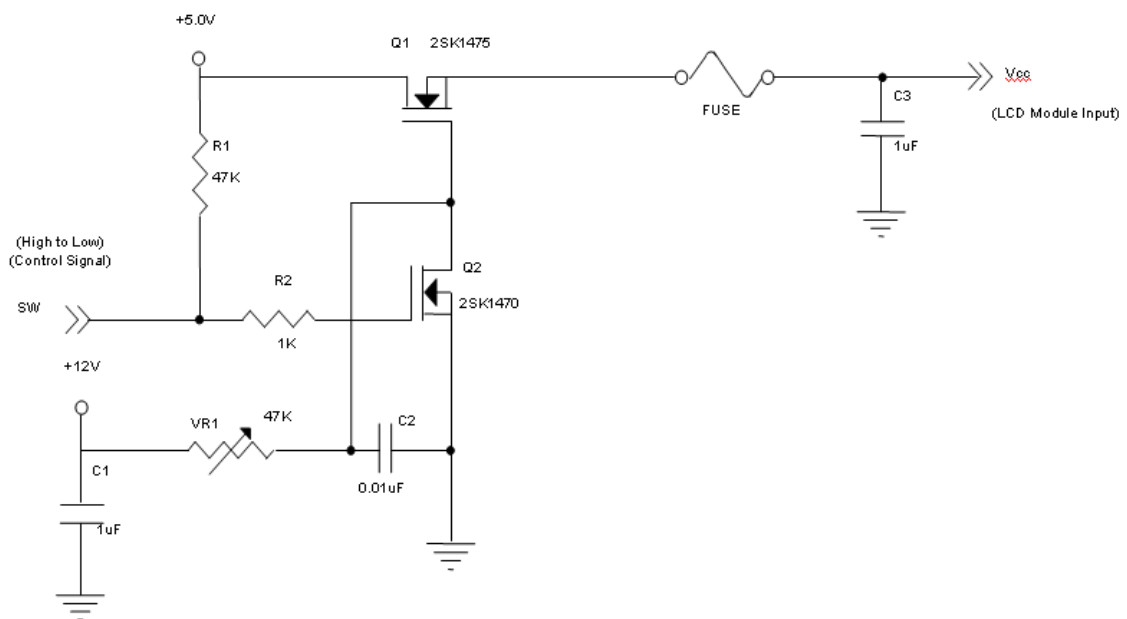 +5.0V
Q1 2SK1475
FUSE
Vcc
(LCD Module Input)
C3
1uF
R1
47K
(High to Low)
(Control Signal)
SW
R2
1K
Q2
2SK1470
+12V
VR1
47K
C2
0.01uF
C1
1uF